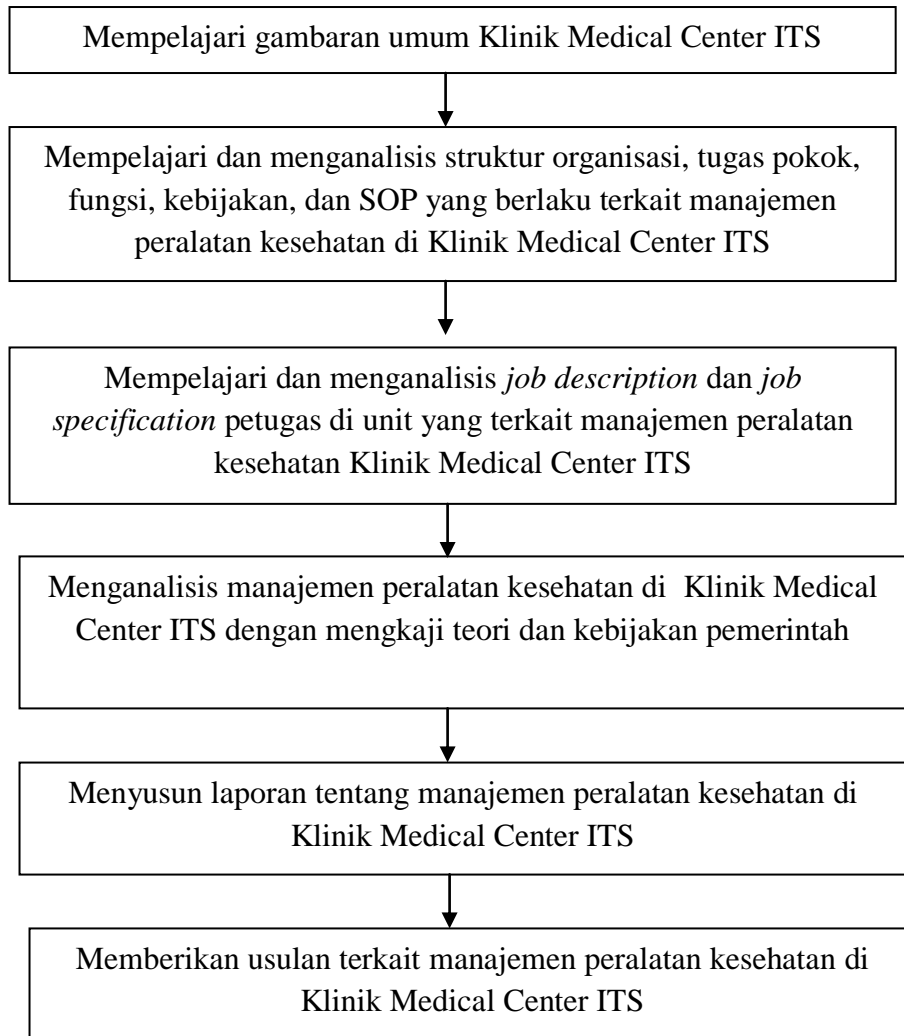 Mempelajari gambaran umum Klinik Medical Center ITS
Mempelajari dan menganalisis struktur organisasi, tugas pokok,
fungsi, kebijakan, dan SOP yang berlaku terkait manajemen
peralatan kesehatan di Klinik Medical Center ITS
Mempelajari dan menganalisis job description dan job
specification petugas di unit yang terkait manajemen peralatan
kesehatan Klinik Medical Center ITS
Menganalisis manajemen peralatan kesehatan di Klinik Medical
Center ITS dengan mengkaji teori dan kebijakan pemerintah
Menyusun laporan tentang manajemen peralatan kesehatan di
Klinik Medical Center ITS
Memberikan usulan terkait manajemen peralatan kesehatan di
Klinik Medical Center ITS